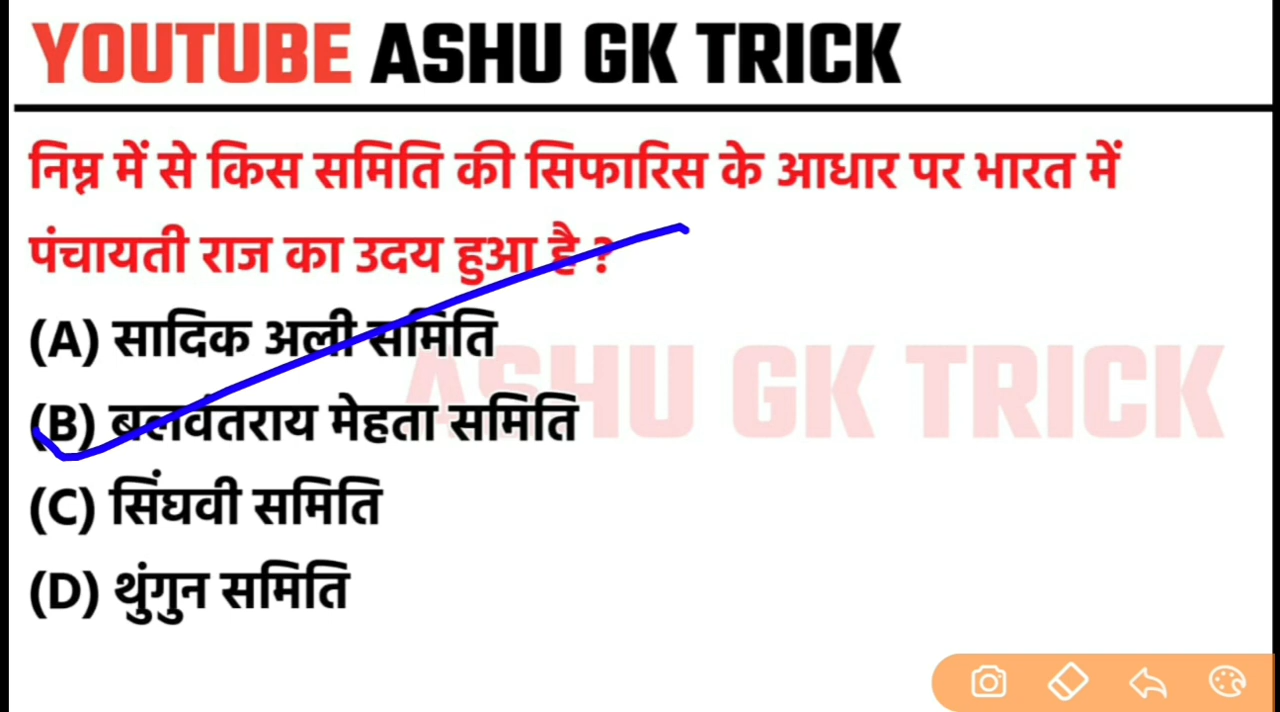 YOUTUBE ASHU GK TRICK
निम्न में से किस समिति की सिफारिस के आधार पर भारत में
पंचायती राज का उदय हुआ है ?
(A) सादिक अली समिति
(B) बलवंतराय मेहता समिति
ASHU GK TRICK
(C) सिंघवी समिति
(D) थुंगुन समिति